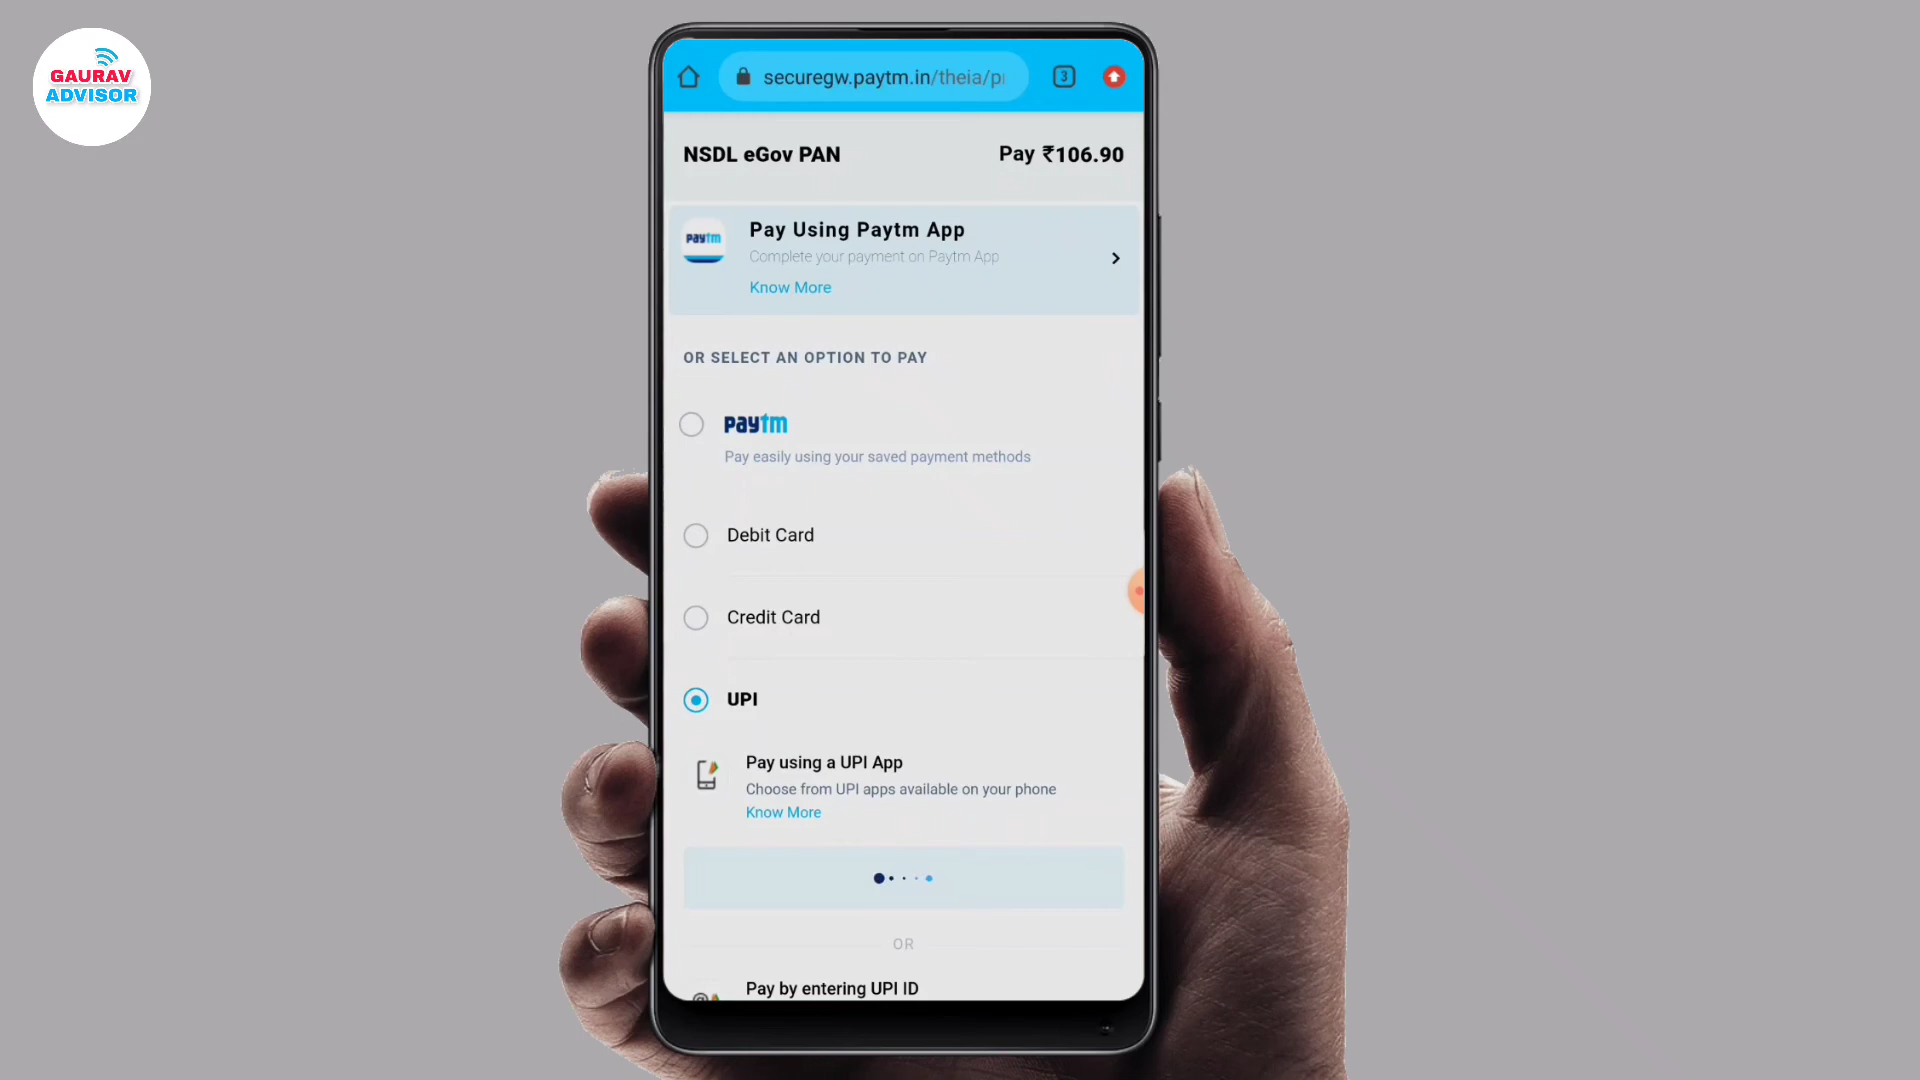 GAURAV
ADVISOR
securegw.paytm.in/theia/p
3
NSDL eGov PAN
Pay ₹106.90
paytm
Pay Using Paytm App
Complete your payment on Paytm App
Know More
OR SELECT AN OPTION TO PAY
paytm
Pay easily using your saved payment methods
Debit Card
Credit Card
UPI
Pay using a UPI App
Choose from UPI apps available on your phone
Know More
OR
Pay by entering UPI ID